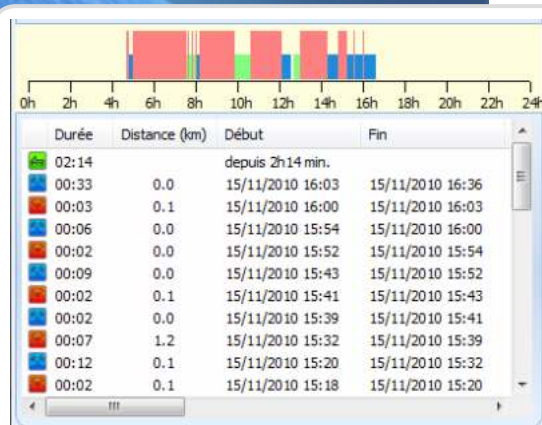 0h 2h 4h 6h 8h 10h 12h 14h 16h 18h 20h 22h 24h
Durée Distance (km) Début Fin
02:14 depuis 2h14 min.
00:33 0.0 15/11/2010 16:03 15/11/2010 16:36
00:03 0.1 15/11/2010 16:00 15/11/2010 16:03
00:06 0.0 15/11/2010 15:54 15/11/2010 16:00
00:02 0.0 15/11/2010 15:52 15/11/2010 15:54
00:09 0.0 15/11/2010 15:43 15/11/2010 15:52
00:02 0.1 15/11/2010 15:41 15/11/2010 15:43
00:02 0.0 15/11/2010 15:39 15/11/2010 15:41
00:07 1.2 15/11/2010 15:32 15/11/2010 15:39
00:12 0.1 15/11/2010 15:20 15/11/2010 15:32
00:02 0.1 15/11/2010 15:18 15/11/2010 15:20